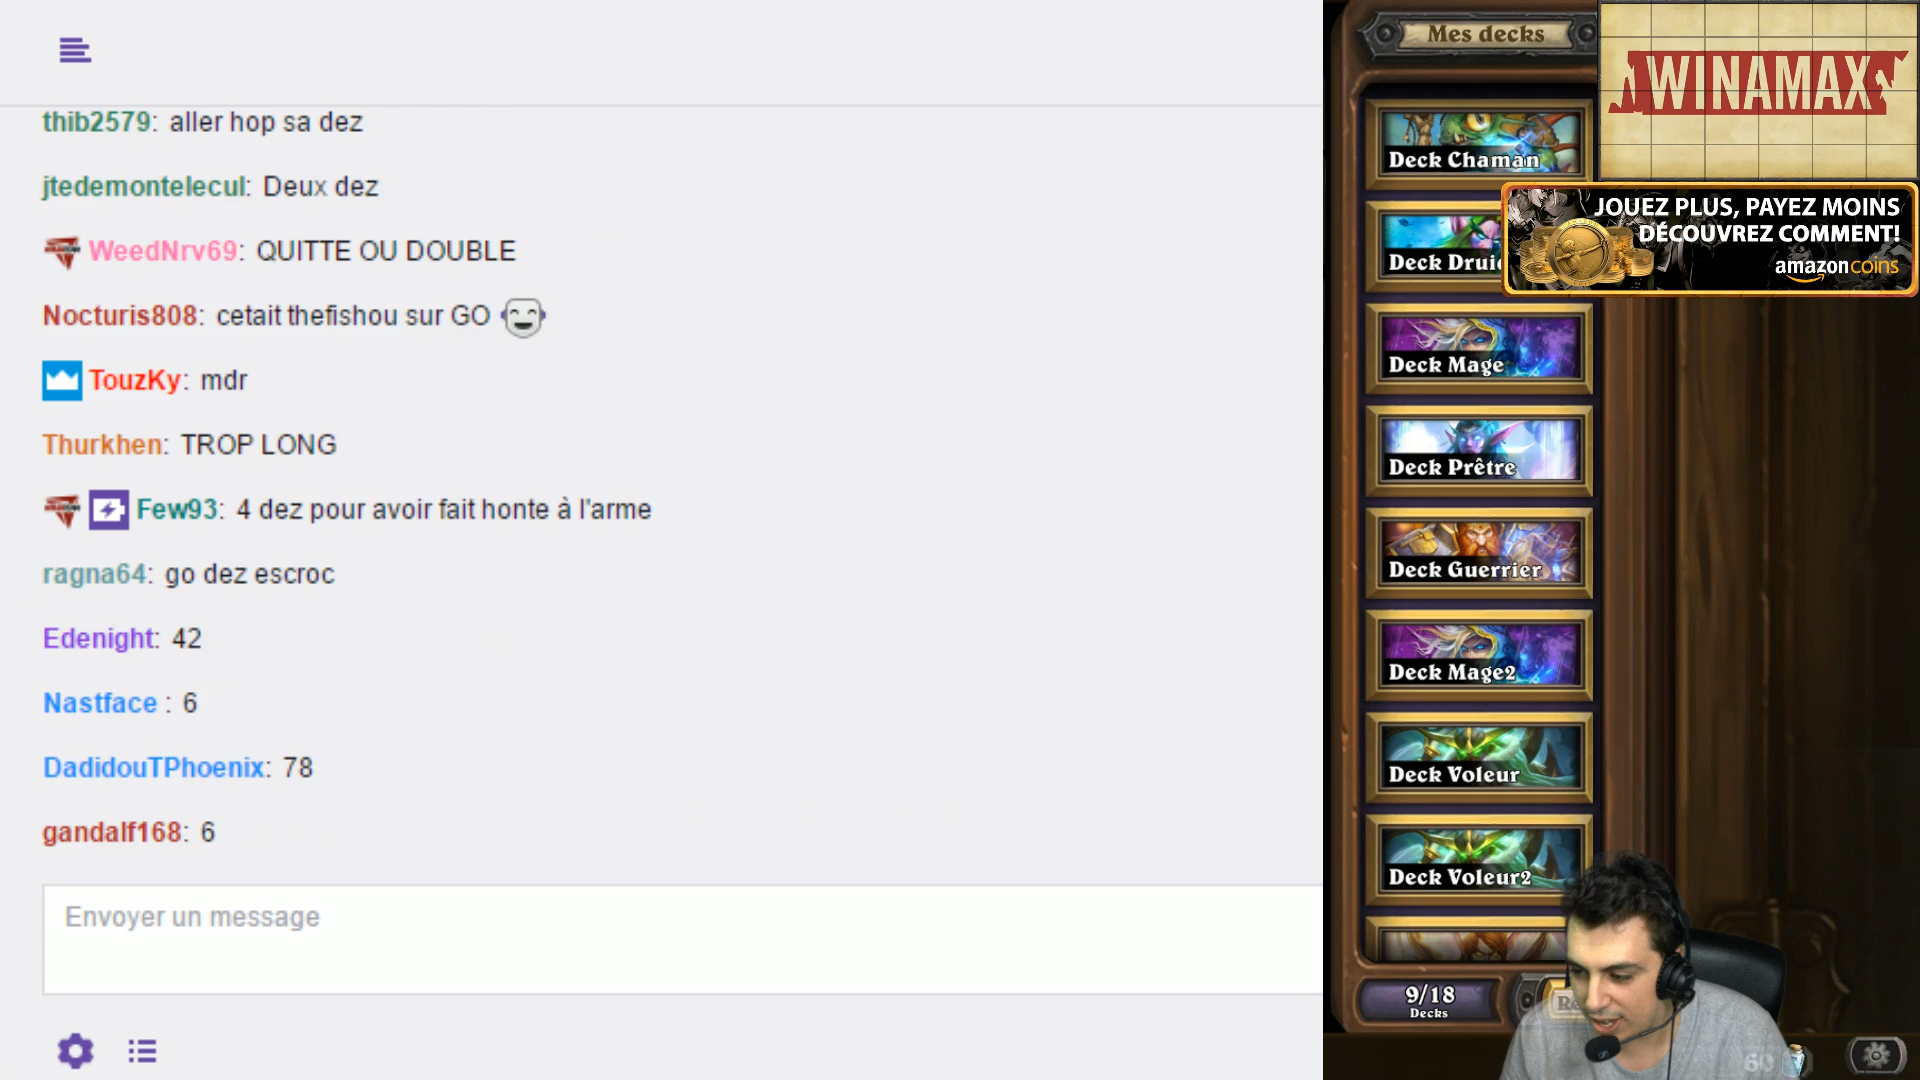 thib2579: aller hop sa dez
jtedemontelecul: Deux dez
WeedNrv69: QUITTE OU DOUBLE
Nocturis808: cetait thefishou sur GO
TouzKy: mdr
Thurkhen: TROP LONG
Few93: 4 dez pour avoir fait honte à l'arme
ragna64: go dez escroc
Edenight: 42
Nastface : 6
DadidouTPhoenix: 78
gandalf168: 6
Envoyer un message
Mes decks
WINAMAX
Deck Chaman
JOUEZ PLUS, PAYEZ MOINS
DÉCOUVREZ COMMENT!
amazoncoins
Deck Mage
Deck Prêtre
Deck Guerrier
Deck Mage2
Deck Voleur
Deck Voleur2
9/18
Decks
60